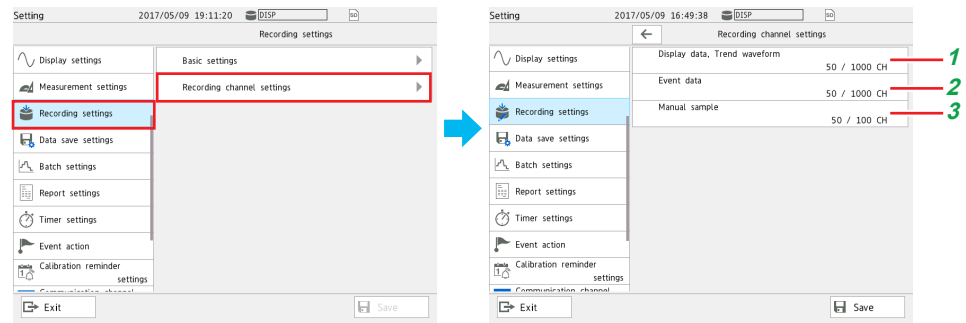 Setting 2017/05/09 19:11:20 DISP SD
Recording settings
Display settings
Measurement settings
Recording settings
Data save settings
Batch settings
Report settings
Timer settings
Event action
Calibration reminder
settings
Communication channel
Basic settings
Recording channel settings
Exit
Save
Setting 2017/05/09 16:49:38 DISP SD
Recording channel settings
Display settings
Measurement settings
Recording settings
Data save settings
Batch settings
Report settings
Timer settings
Event action
Calibration reminder
settings
Communication channel
Display data, Trend waveform
50 / 1000 CH
1
Event data
50 / 1000 CH
2
Manual sample
50 / 100 CH
3
Exit
Save